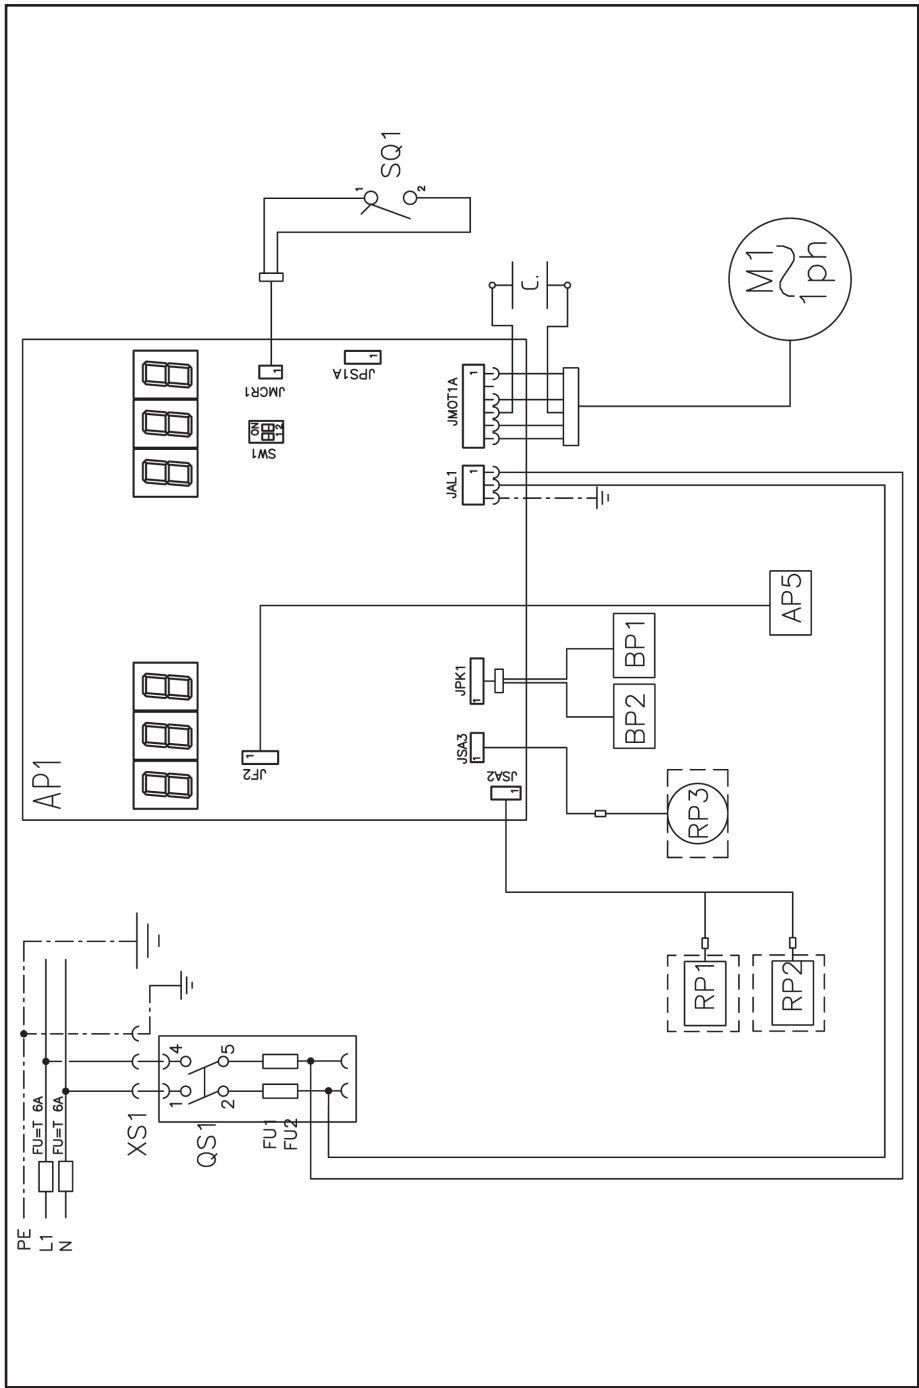 PE
L1
N
FU=T 6A
FU=T 6A
XS1
QS1
1
4
2
5
FU1
FU2
AP1
JF2
1
SW1
ON
1 2
JMCR1
1
JPS1A
1
SQ1
1
2
JSA2
1
JSA3
1
JPK1
1
JAL1
1
JMOT1A
1
C.
M1
1ph
RP1
RP2
RP3
BP2
BP1
AP5